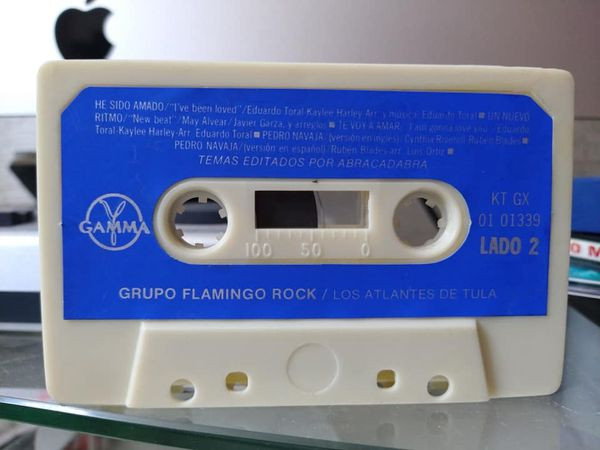 HE SIDO AMADO/"I've been loved"/Eduardo Toral-Kaylee Harley-Arr. y música: Eduardo Toral ■ UN NUEVO
RITMO/"New beat"/May Alvear/Javier Garza, y arreglos ■ TE VOY A AMAR/"I am gonna love you"/Eduardo
Toral-Kaylee Harley-Arr. Eduardo Toral ■ PEDRO NAVAJA/(versión en inglés): Cynthia Rubén Blades ■
PEDRO NAVAJA/(versión en español)/Rubén Blades-arr. Luis Ortiz ■
TEMAS EDITADOS POR ABRACADABRA
GAMMA
KT GX
01 01339
LADO 2
100 50 0
GRUPO FLAMINGO ROCK / LOS ATLANTES DE TULA